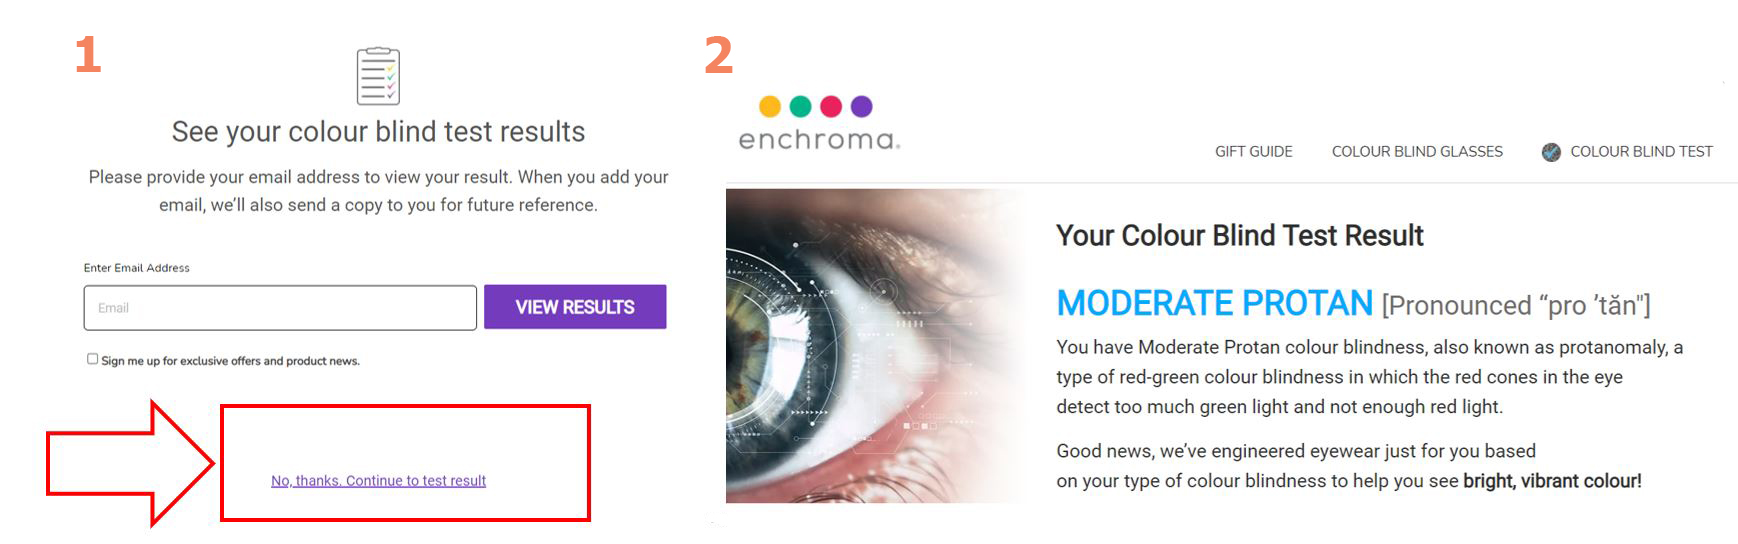 1
See your colour blind test results
Please provide your email address to view your result. When you add your
email, we'll also send a copy to you for future reference.
Enter Email Address
Email
VIEW RESULTS
Sign me up for exclusive offers and product news.
No, thanks. Continue to test result
2
enchroma®
GIFT GUIDE
COLOUR BLIND GLASSES
COLOUR BLIND TEST
Your Colour Blind Test Result
MODERATE PROTAN [Pronounced “pro ’tăn"]
You have Moderate Protan colour blindness, also known as protanomaly, a
type of red-green colour blindness in which the red cones in the eye
detect too much green light and not enough red light.
Good news, we’ve engineered eyewear just for you based
on your type of colour blindness to help you see bright, vibrant colour!